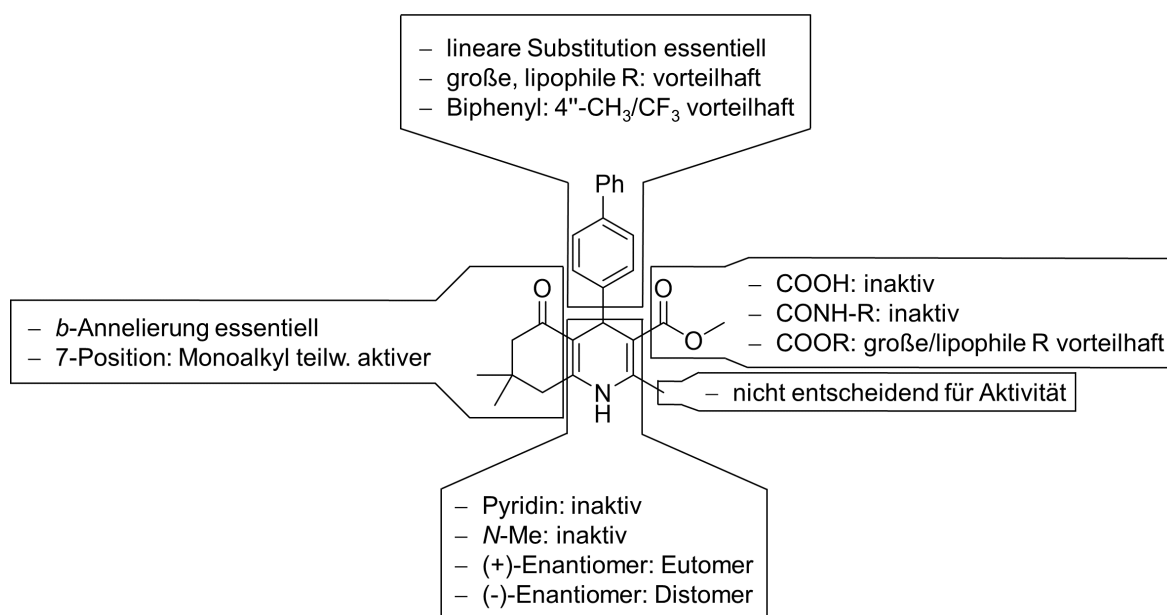 – lineare Substitution essentiell
– große, lipophile R: vorteilhaft
– Biphenyl: 4"-CH₃/CF₃ vorteilhaft
Ph
O
O
O
N
H
– b-Annelierung essentiell
– 7-Position: Monoalkyl teilw. aktiver
– COOH: inaktiv
– CONH-R: inaktiv
– COOR: große/lipophile R vorteilhaft
– nicht entscheidend für Aktivität
– Pyridin: inaktiv
– N-Me: inaktiv
– (+)-Enantiomer: Eutomer
– (-)-Enantiomer: Distomer